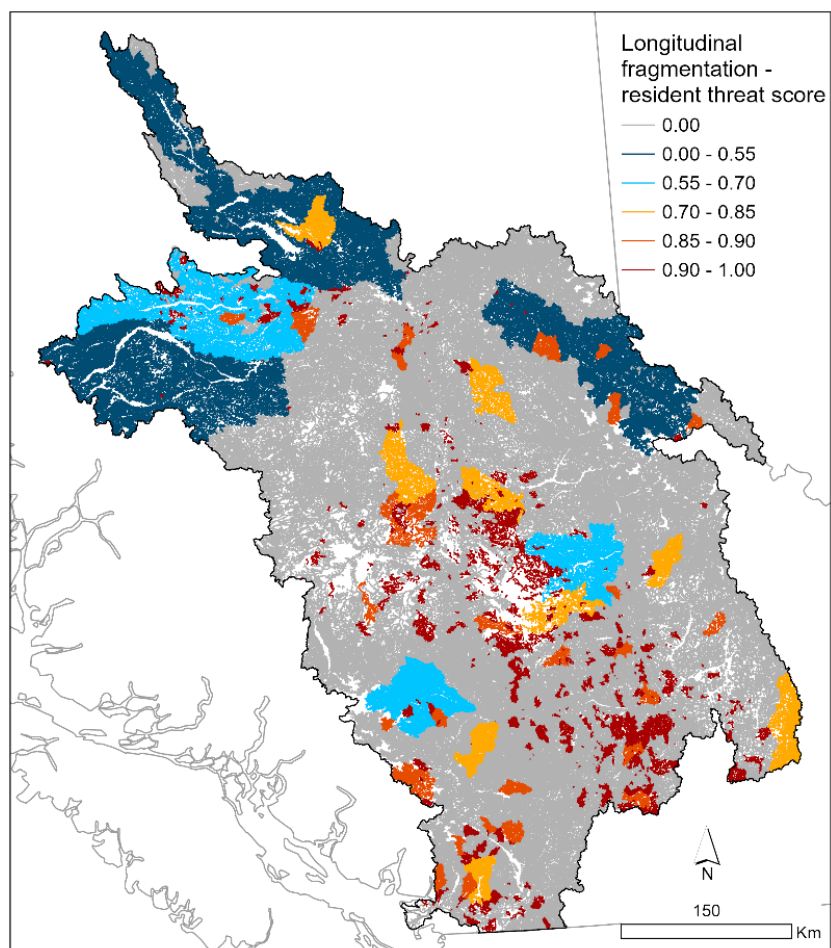 Longitudinal
fragmentation -
resident threat score
0.00
0.00 - 0.55
0.55 - 0.70
0.70 - 0.85
0.85 - 0.90
0.90 - 1.00
N
150
Km